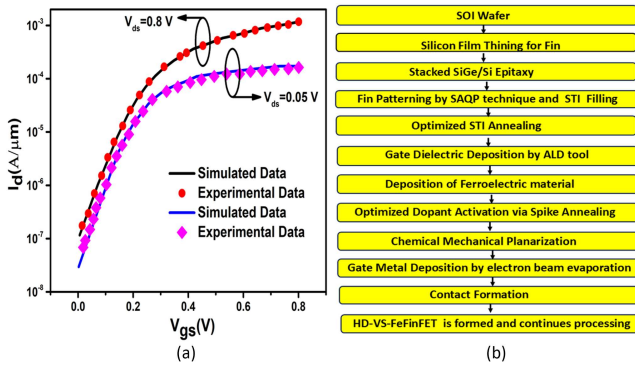 10⁻³
10⁻⁴
10⁻⁵
10⁻⁶
10⁻⁷
10⁻⁸
I_d(A/μm)
V_ds=0.8 V
V_ds=0.05 V
Simulated Data
Experimental Data
Simulated Data
Experimental Data
0.0 0.2 0.4 0.6 0.8
V_gs(V)
(a)
SOI Wafer
Silicon Film Thining for Fin
Stacked SiGe/Si Epitaxy
Fin Patterning by SAQP technique and STI Filling
Optimized STI Annealing
Gate Dielectric Deposition by ALD tool
Deposition of Ferroelectric material
Optimized Dopant Activation via Spike Annealing
Chemical Mechanical Planarization
Gate Metal Deposition by electron beam evaporation
Contact Formation
HD-VS-FeFinFET is formed and continues processing
(b)